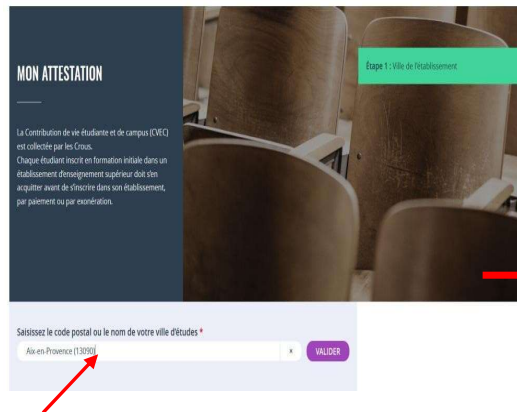 MON ATTESTATION
La Contribution de vie étudiante et de campus (CVEC)
est collectée par les Crous.
Chaque étudiant inscrit en formation initiale dans un
établissement d'enseignement supérieur doit s'en
acquitter avant de s'inscrire dans son établissement,
par paiement ou par exonération.
Étape 1 : Ville de l'établissement
Saisissez le code postal ou le nom de votre ville d'études *
Aix-en-Provence (13090)
x
VALIDER